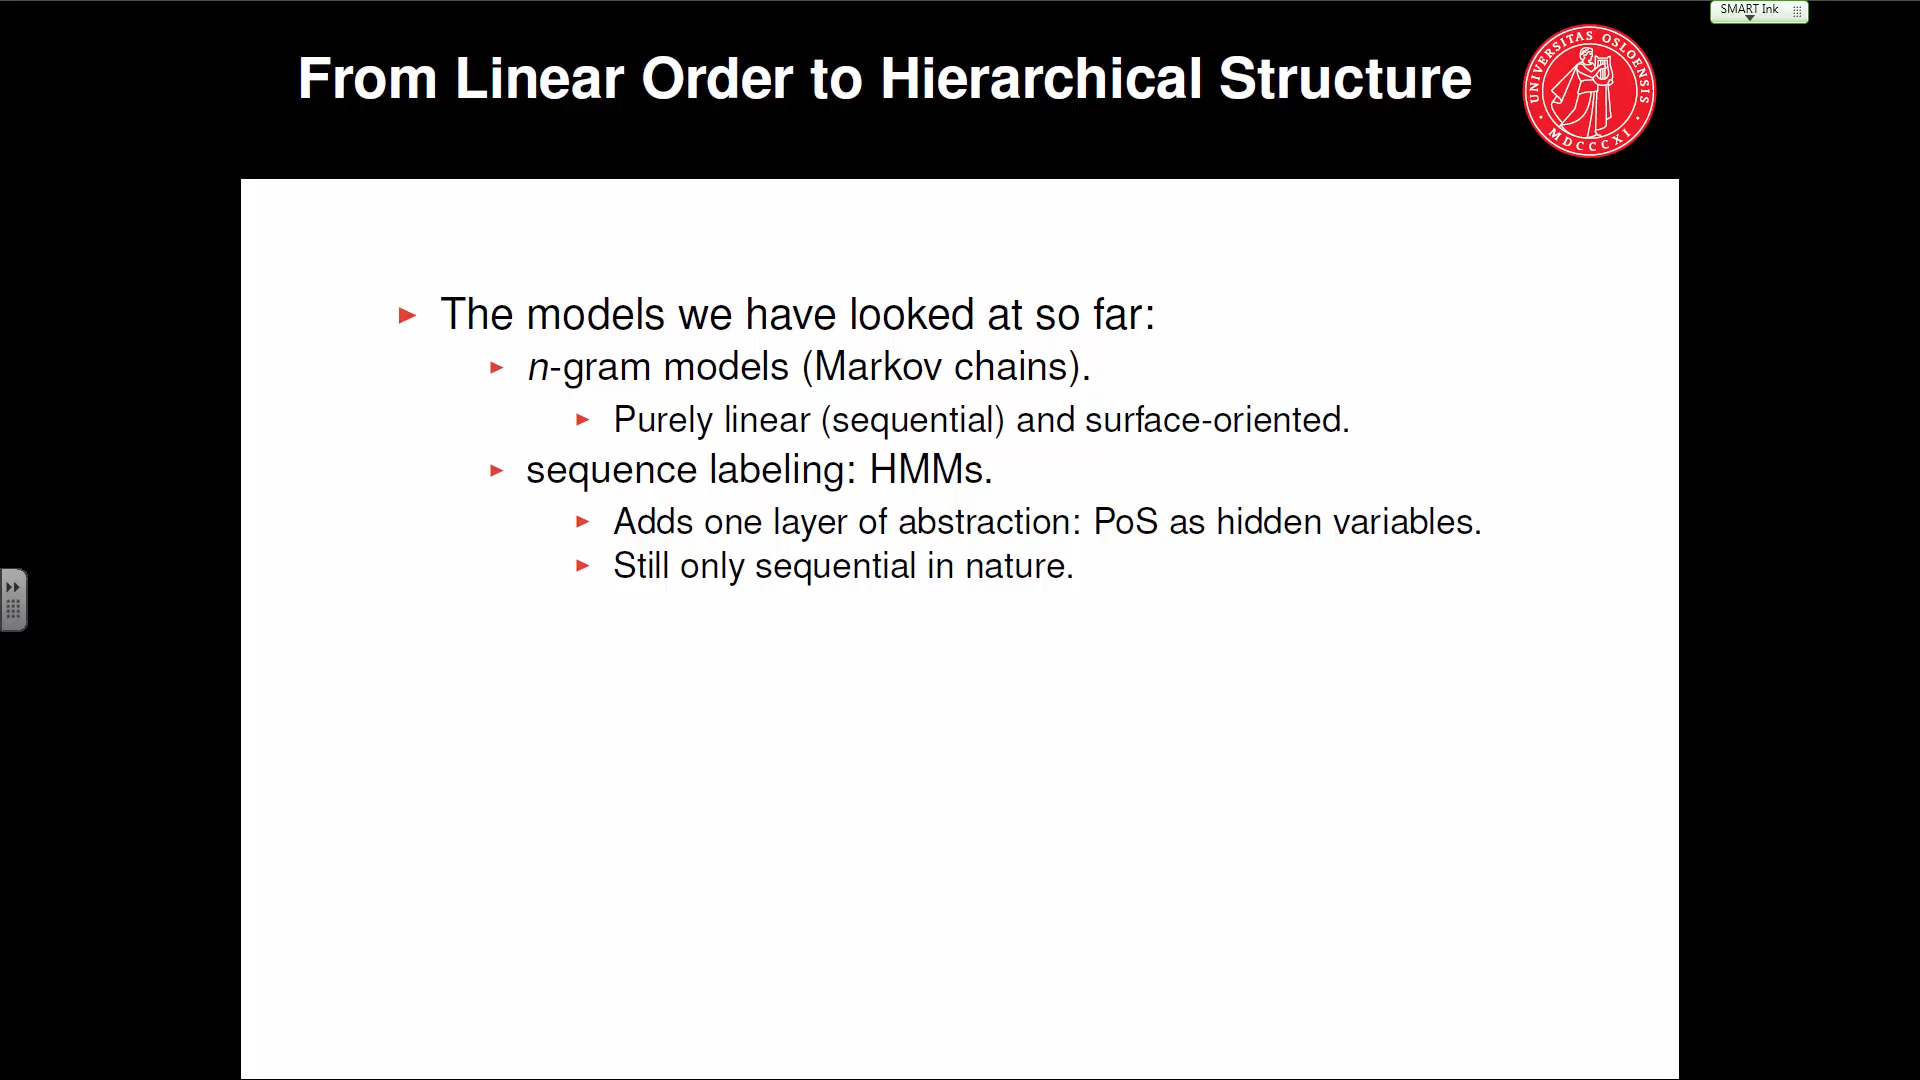 SMART Ink
From Linear Order to Hierarchical Structure
UNIVERSITAS OSLOENSIS
MDCCCXI
The models we have looked at so far:
n-gram models (Markov chains).
Purely linear (sequential) and surface-oriented.
sequence labeling: HMMs.
Adds one layer of abstraction: PoS as hidden variables.
Still only sequential in nature.